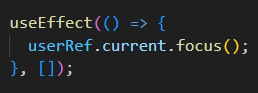 useEffect(() => {
  userRef.current.focus();
}, []);